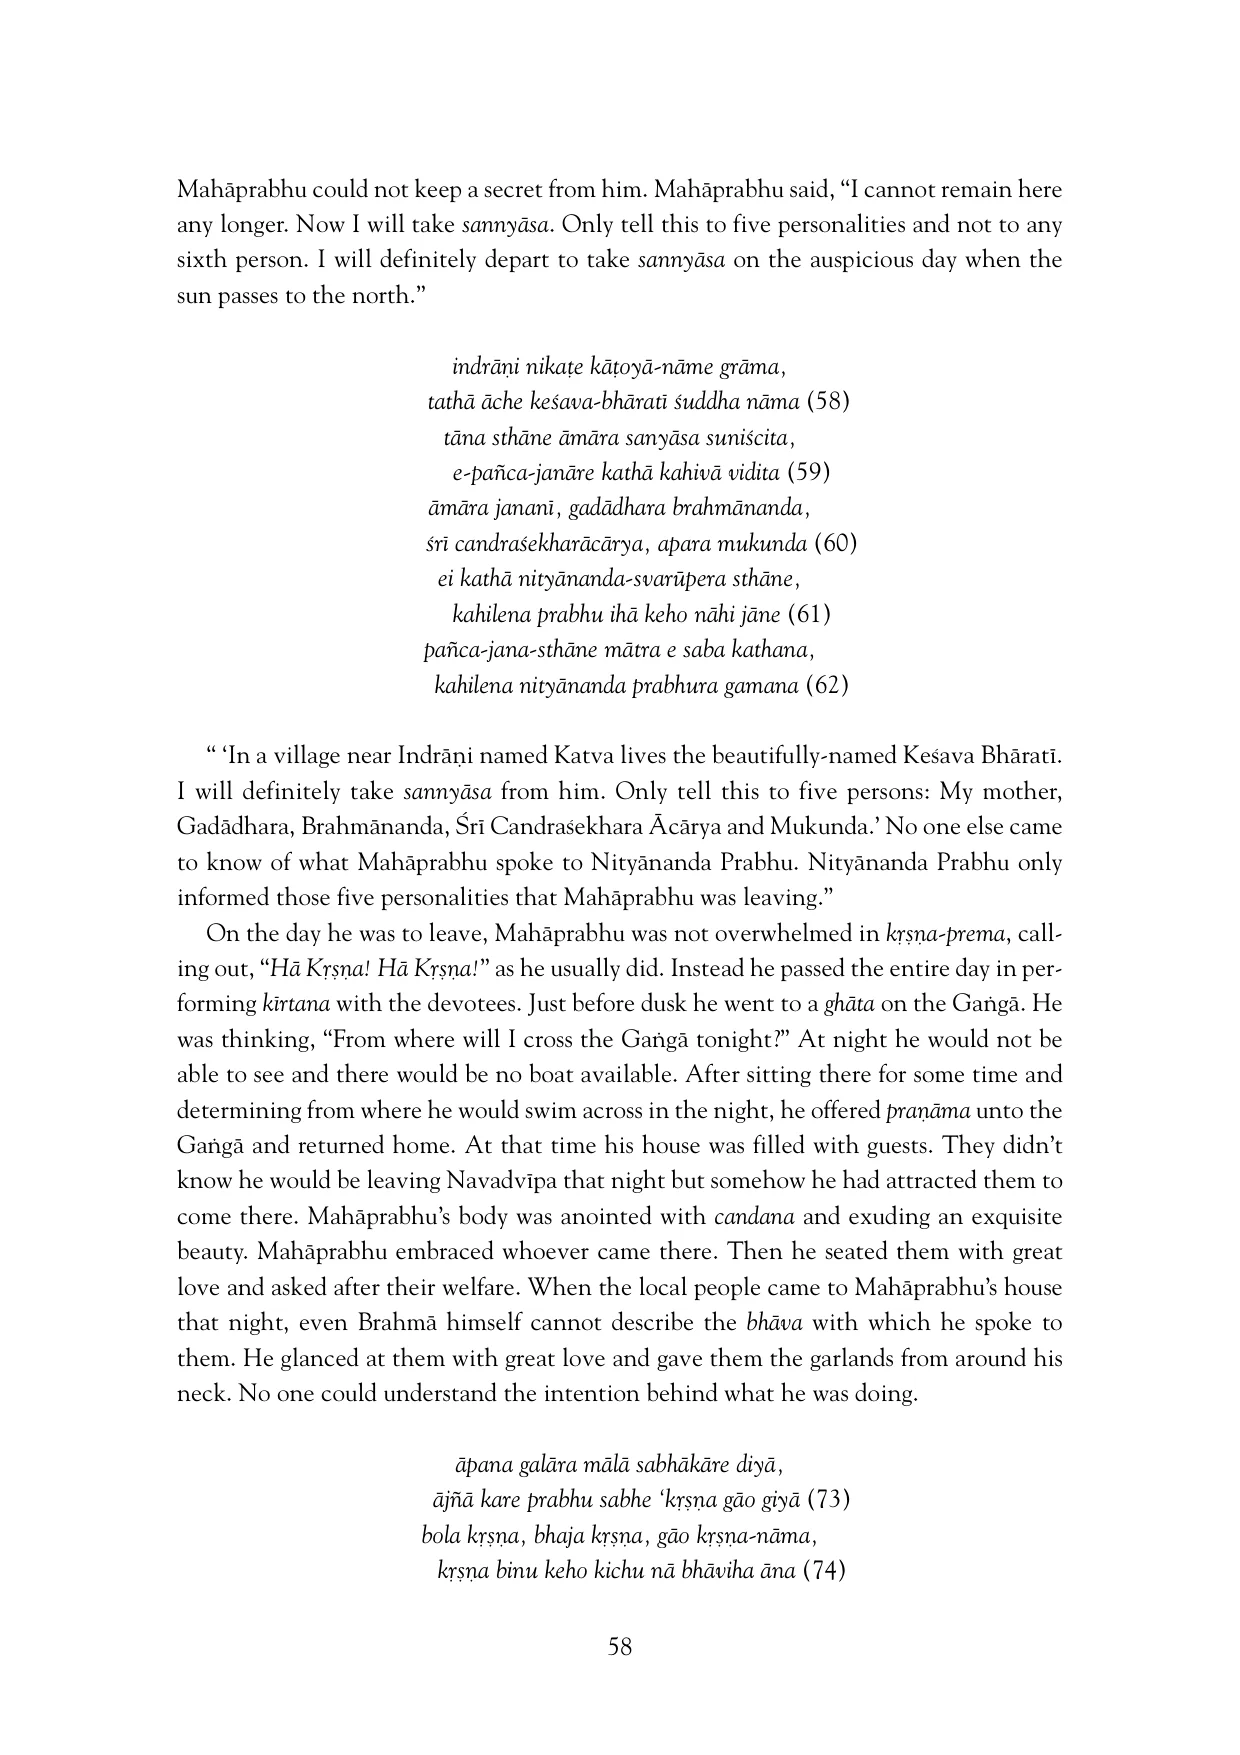 Mahāprabhu could not keep a secret from him. Mahāprabhu said, “I cannot remain here
any longer. Now I will take sannyāsa. Only tell this to five personalities and not to any
sixth person. I will definitely depart to take sannyāsa on the auspicious day when the
sun passes to the north.”
indrāṇi nikaṭe kāṭoyā-nāme grāma,
tathā āche keśava-bhāratī śuddha nāma (58)
tāna sthāne āmāra sanyāsa suniścita,
e-pañca-janāre kathā kahivā vidita (59)
āmāra jananī, gadādhara brahmānanda,
śrī candraśekharācārya, apara mukunda (60)
ei kathā nityānanda-svarūpera sthāne,
kahilena prabhu ihā keho nāhi jāne (61)
pañca-jana-sthāne mātra e saba kathana,
kahilena nityānanda prabhura gamana (62)
“ ‘In a village near Indrāṇi named Katva lives the beautifully-named Keśava Bhāratī.
I will definitely take sannyāsa from him. Only tell this to five persons: My mother,
Gadādhara, Brahmānanda, Śrī Candraśekhara Ācārya and Mukunda.’ No one else came
to know of what Mahāprabhu spoke to Nityānanda Prabhu. Nityānanda Prabhu only
informed those five personalities that Mahāprabhu was leaving.”
On the day he was to leave, Mahāprabhu was not overwhelmed in kṛṣṇa-prema, call-
ing out, “Hā Kṛṣṇa! Hā Kṛṣṇa!” as he usually did. Instead he passed the entire day in per-
forming kīrtana with the devotees. Just before dusk he went to a ghāta on the Gaṅgā. He
was thinking, “From where will I cross the Gaṅgā tonight?” At night he would not be
able to see and there would be no boat available. After sitting there for some time and
determining from where he would swim across in the night, he offered praṇāma unto the
Gaṅgā and returned home. At that time his house was filled with guests. They didn’t
know he would be leaving Navadvīpa that night but somehow he had attracted them to
come there. Mahāprabhu’s body was anointed with candana and exuding an exquisite
beauty. Mahāprabhu embraced whoever came there. Then he seated them with great
love and asked after their welfare. When the local people came to Mahāprabhu’s house
that night, even Brahmā himself cannot describe the bhāva with which he spoke to
them. He glanced at them with great love and gave them the garlands from around his
neck. No one could understand the intention behind what he was doing.
āpana galāra mālā sabhākāre diyā,
ājñā kare prabhu sabhe ‘kṛṣṇa gāo giyā (73)
bola kṛṣṇa, bhaja kṛṣṇa, gāo kṛṣṇa-nāma,
kṛṣṇa binu keho kichu nā bhāviha āna (74)
58